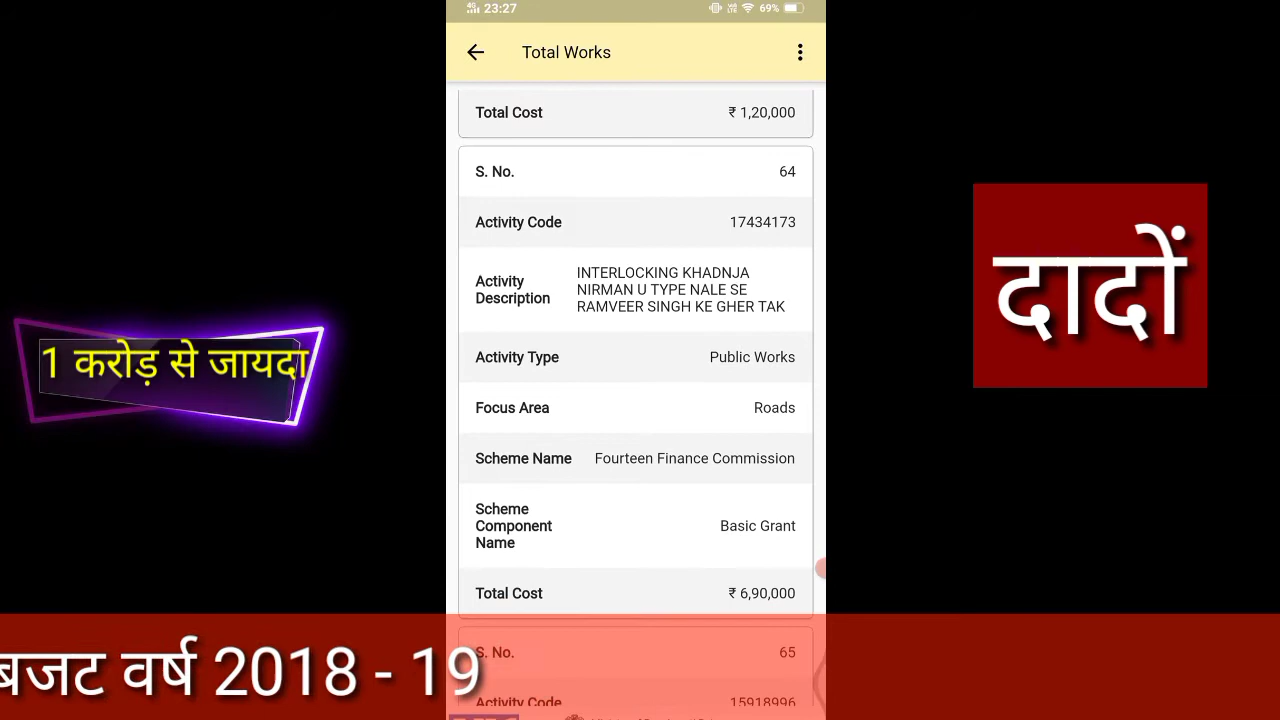 4G 23:27 69%
Total Works
Total Cost ₹ 1,20,000
S. No. 64
Activity Code 17434173
Activity Description INTERLOCKING KHADNJA
NIRMAN U TYPE NALE SE
RAMVEER SINGH KE GHER TAK
Activity Type Public Works
Focus Area Roads
Scheme Name Fourteen Finance Commission
Scheme
Component
Name
Basic Grant
Total Cost ₹ 6,90,000
S. No. 65
Activity Code 15918996
1 करोड़ से जायदा
दादों
बजट वर्ष 2018 - 19